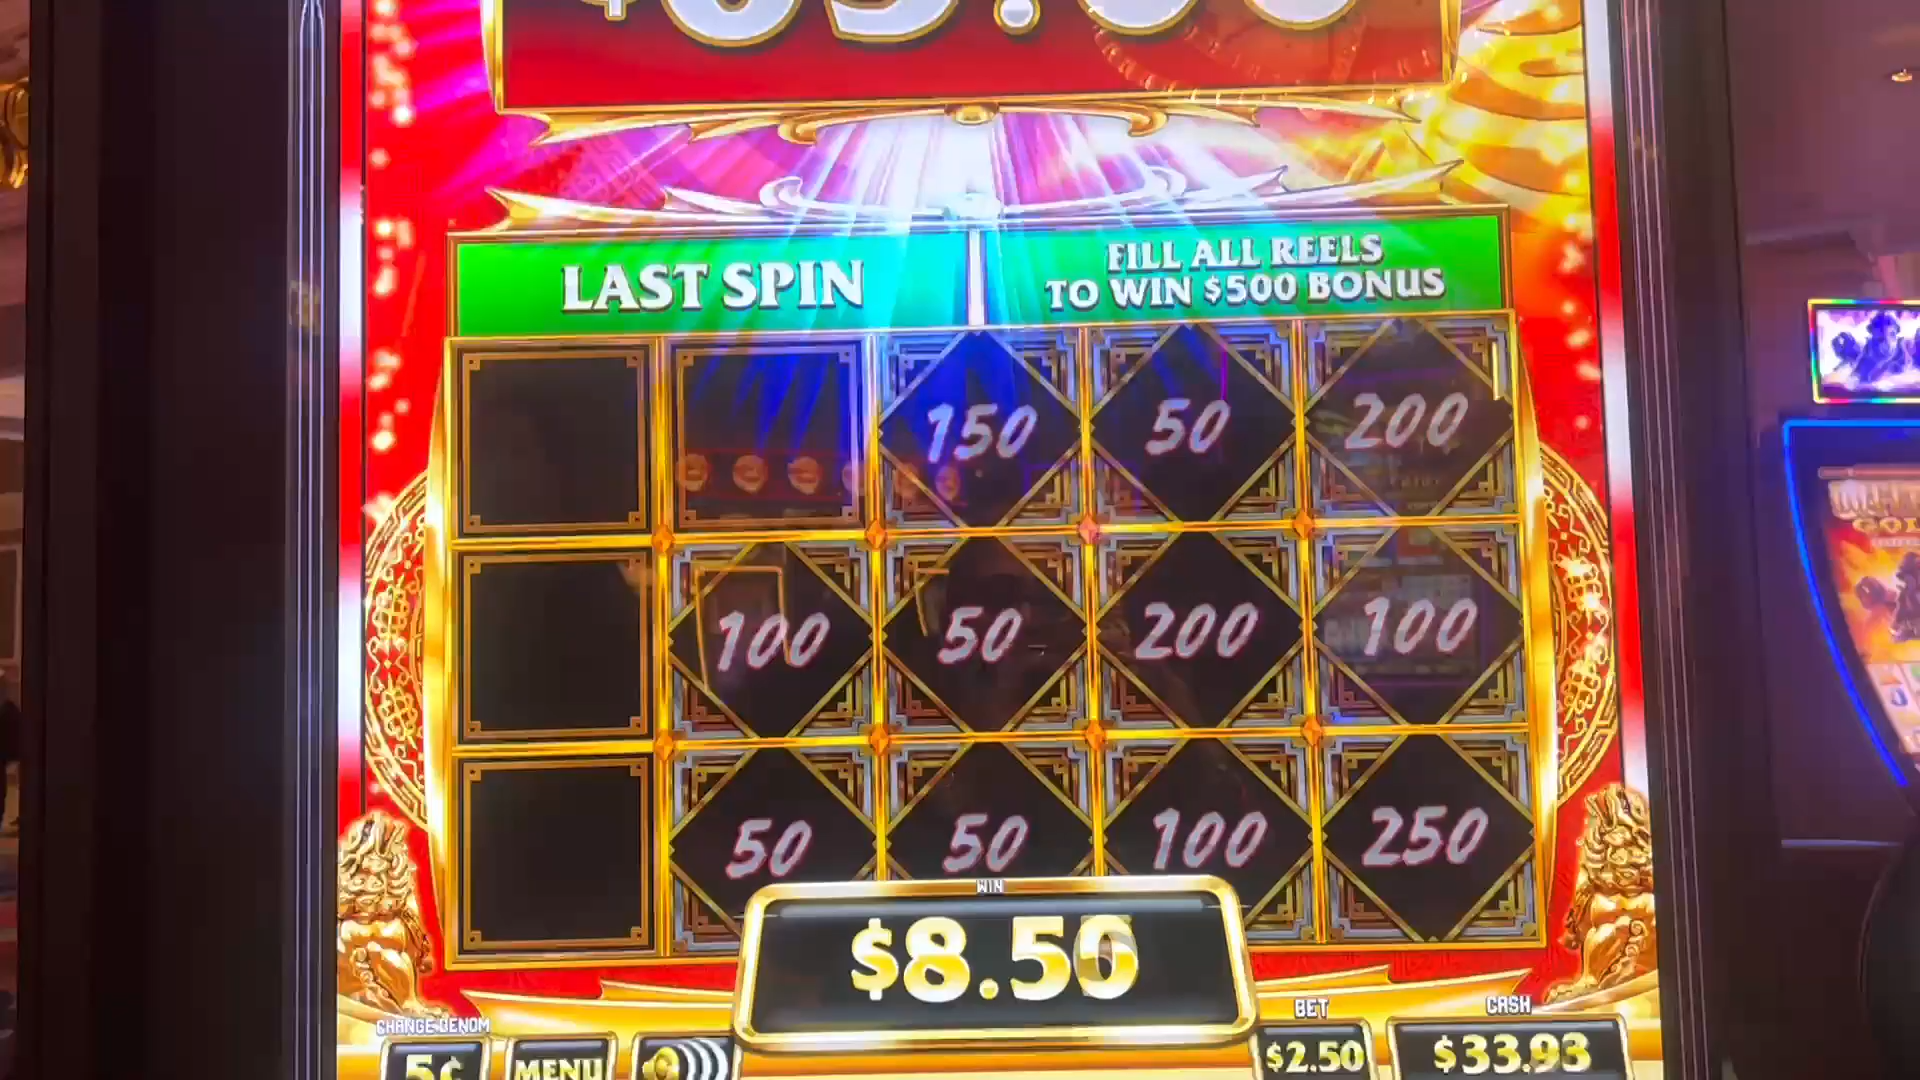 LAST SPIN
FILL ALL REELS
TO WIN $500 BONUS
150 50 200
100 50 200 100
50 50 100 250
WIN
$8.50
CHANGE DENOM
5¢
MENU
BET
$2.50
CASH
$33.93